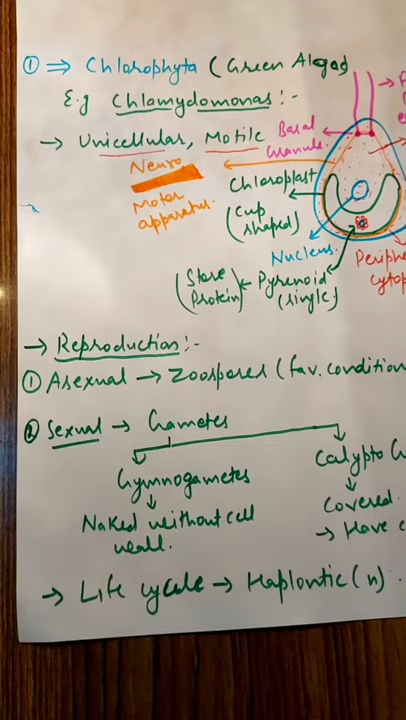 ① ⇒ Chlorophyta (Green Algae)
E.g Chlamydomonas :-
→ Unicellular, Motile
Basal Granule
Neuro
Motor apparatus.
Chloroplast
(Cup shaped)
Nucleus.
(Store Protein) ← Pyrenoid (single)
→ Reproduction :-
① Asexual → Zoospores (fav. condition
② Sexual → Gametes
Gymnogametes
Calypto
Naked without cell wall.
Covered.
→ Have
→ Life cycle → Haplontic (n).